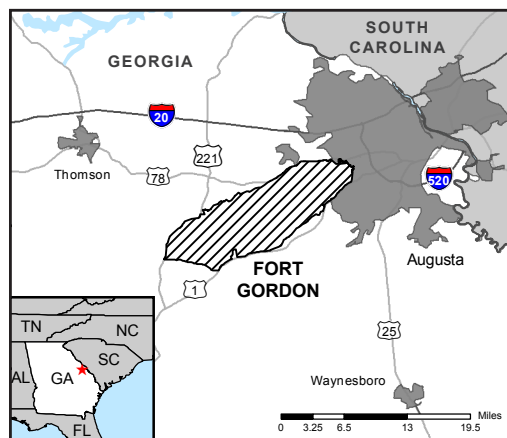 SOUTH
CAROLINA
GEORGIA
20
221
Thomson
78
520
FORT
GORDON
Augusta
1
25
Waynesboro
TN
NC
SC
AL
GA
FL
Miles
0 3.25 6.5 13 19.5